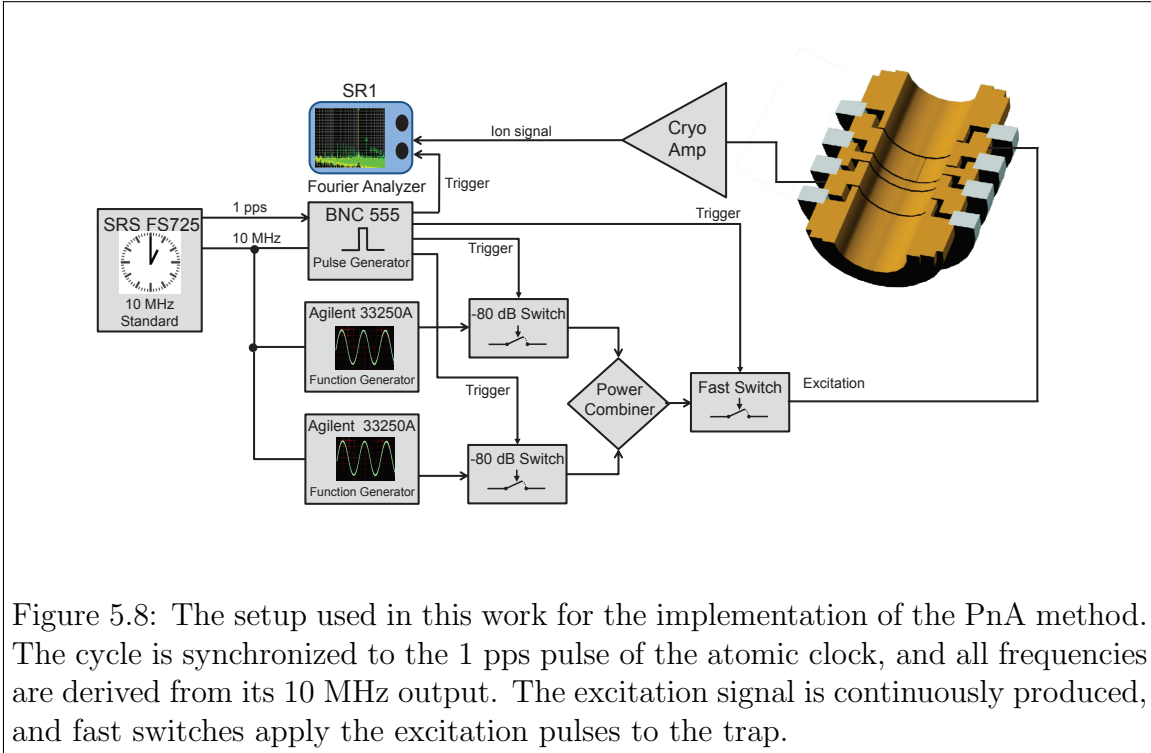 SR1
Fourier Analyzer
Ion signal
Cryo
Amp
Trigger
1 pps
SRS FS725
10 MHz
10 MHz
Standard
BNC 555
Pulse Generator
Trigger
Trigger
Agilent 33250A
Function Generator
-80 dB Switch
Trigger
Power
Combiner
Fast Switch
Excitation
Agilent 33250A
Function Generator
-80 dB Switch
Figure 5.8: The setup used in this work for the implementation of the PnA method.
The cycle is synchronized to the 1 pps pulse of the atomic clock, and all frequencies
are derived from its 10 MHz output. The excitation signal is continuously produced,
and fast switches apply the excitation pulses to the trap.